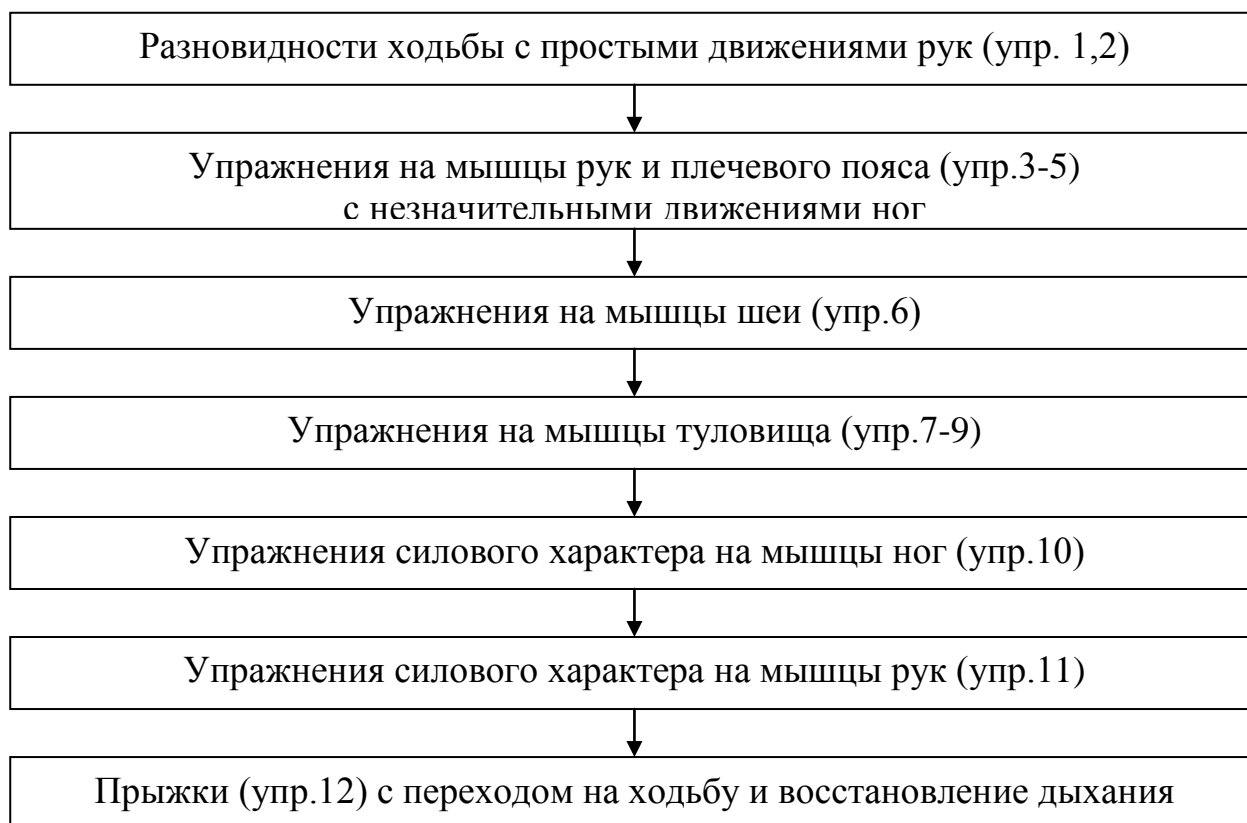 Разновидности ходьбы с простыми движениями рук (упр. 1,2)
Упражнения на мышцы рук и плечевого пояса (упр.3-5)
с незначительными движениями ног
Упражнения на мышцы шеи (упр.6)
Упражнения на мышцы туловища (упр.7-9)
Упражнения силового характера на мышцы ног (упр.10)
Упражнения силового характера на мышцы рук (упр.11)
Прыжки (упр.12) с переходом на ходьбу и восстановление дыхания